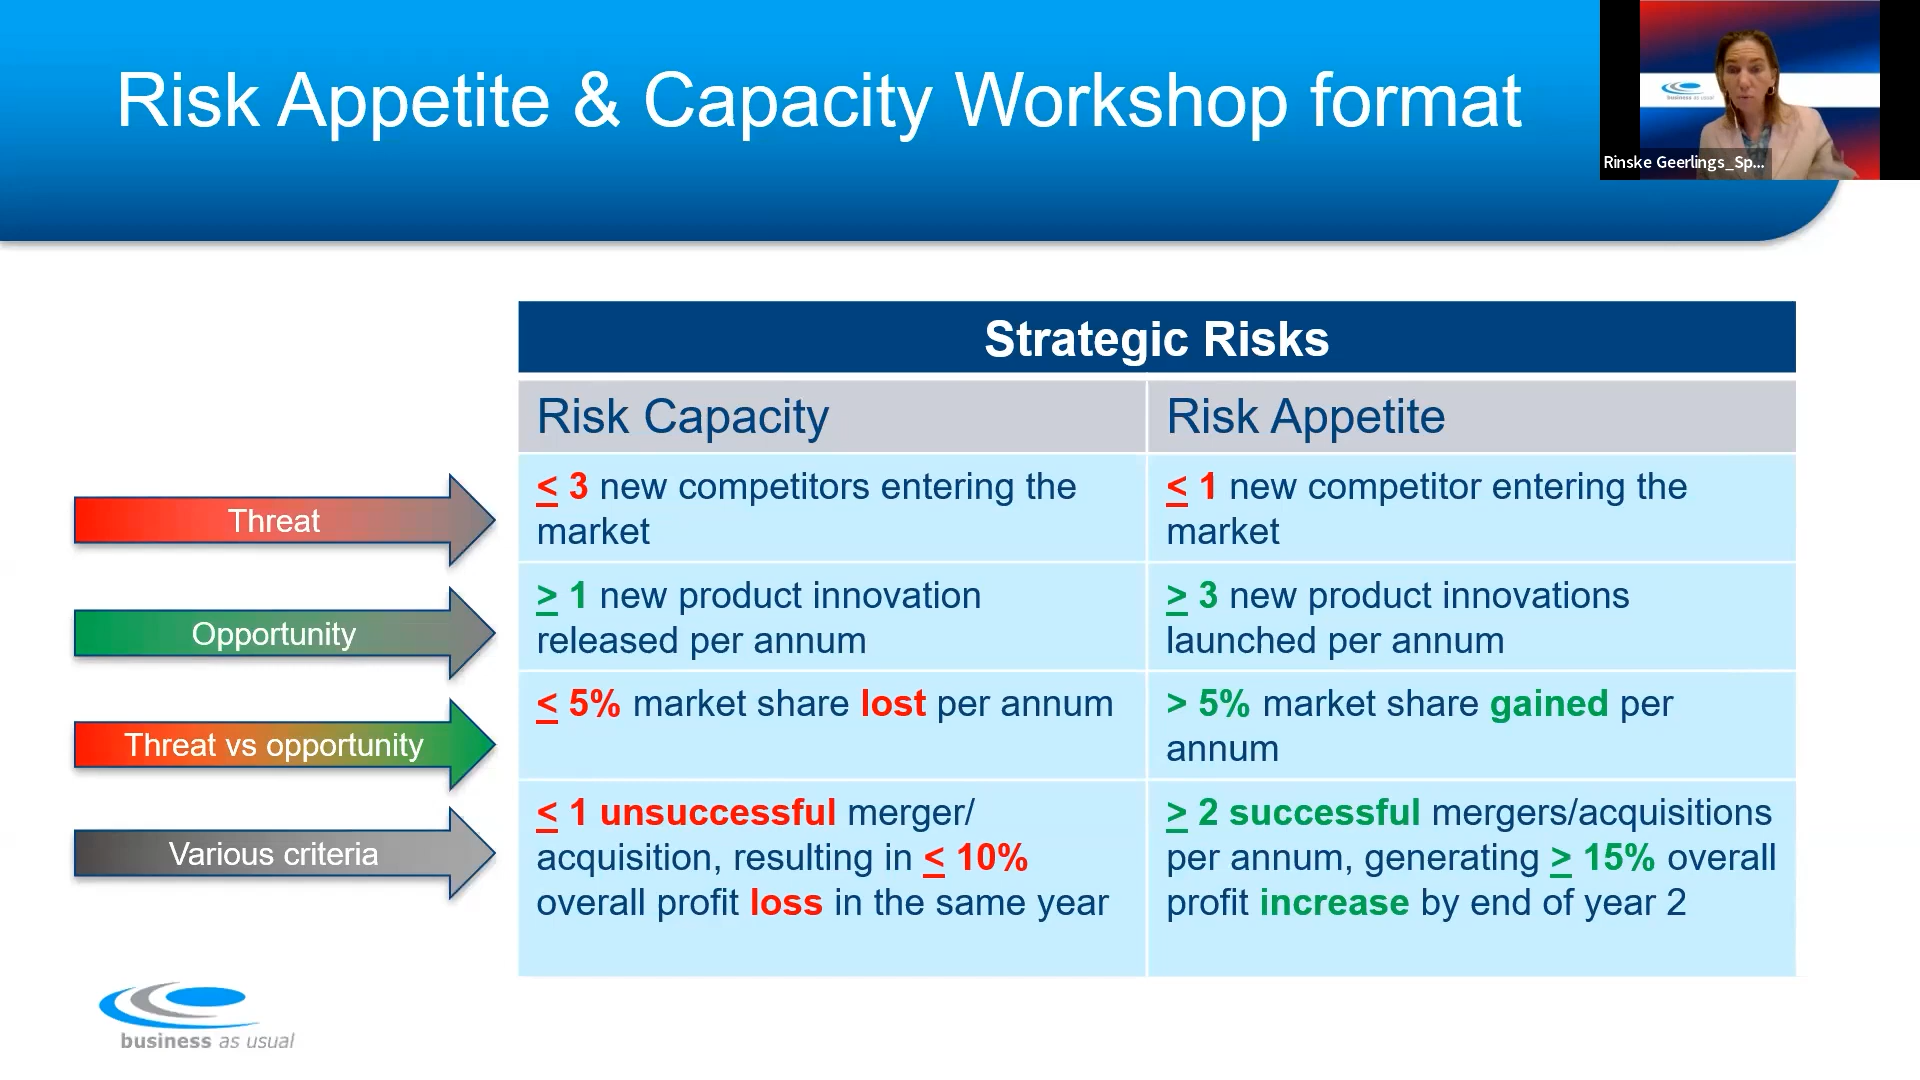 Risk Appetite & Capacity Workshop format
business as usual
Rinske Geerlings_Sp...
Strategic Risks
Risk Capacity
Risk Appetite
Threat
≤ 3 new competitors entering the
market
≤ 1 new competitor entering the
market
Opportunity
≥ 1 new product innovation
released per annum
≥ 3 new product innovations
launched per annum
Threat vs opportunity
≤ 5% market share lost per annum
> 5% market share gained per
annum
Various criteria
≤ 1 unsuccessful merger/
acquisition, resulting in ≤ 10%
overall profit loss in the same year
≥ 2 successful mergers/acquisitions
per annum, generating ≥ 15% overall
profit increase by end of year 2
business as usual